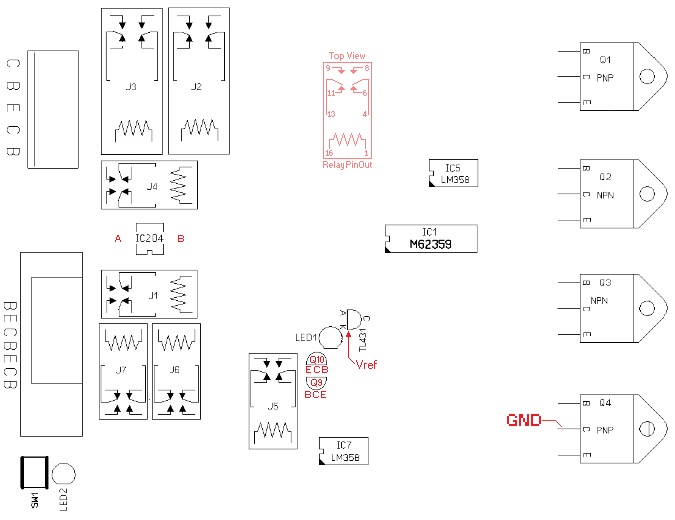 Top View
9 8
11 6
13 4
16 1
RelayPinOut
C B E C B
J3
J2
J4
A
IC204
B
J1
BECBECB
J7
J6
J5
LED1
Q10
ECB
Q9
BCE
A K C
TL431
Vref
IC5
LM358
IC1
M62359
IC7
LM358
B
Q1
C
PNP
E
B
Q2
C
NPN
E
B
Q3
C
NPN
E
B
Q4
GND
C
PNP
E
SW1
LED2